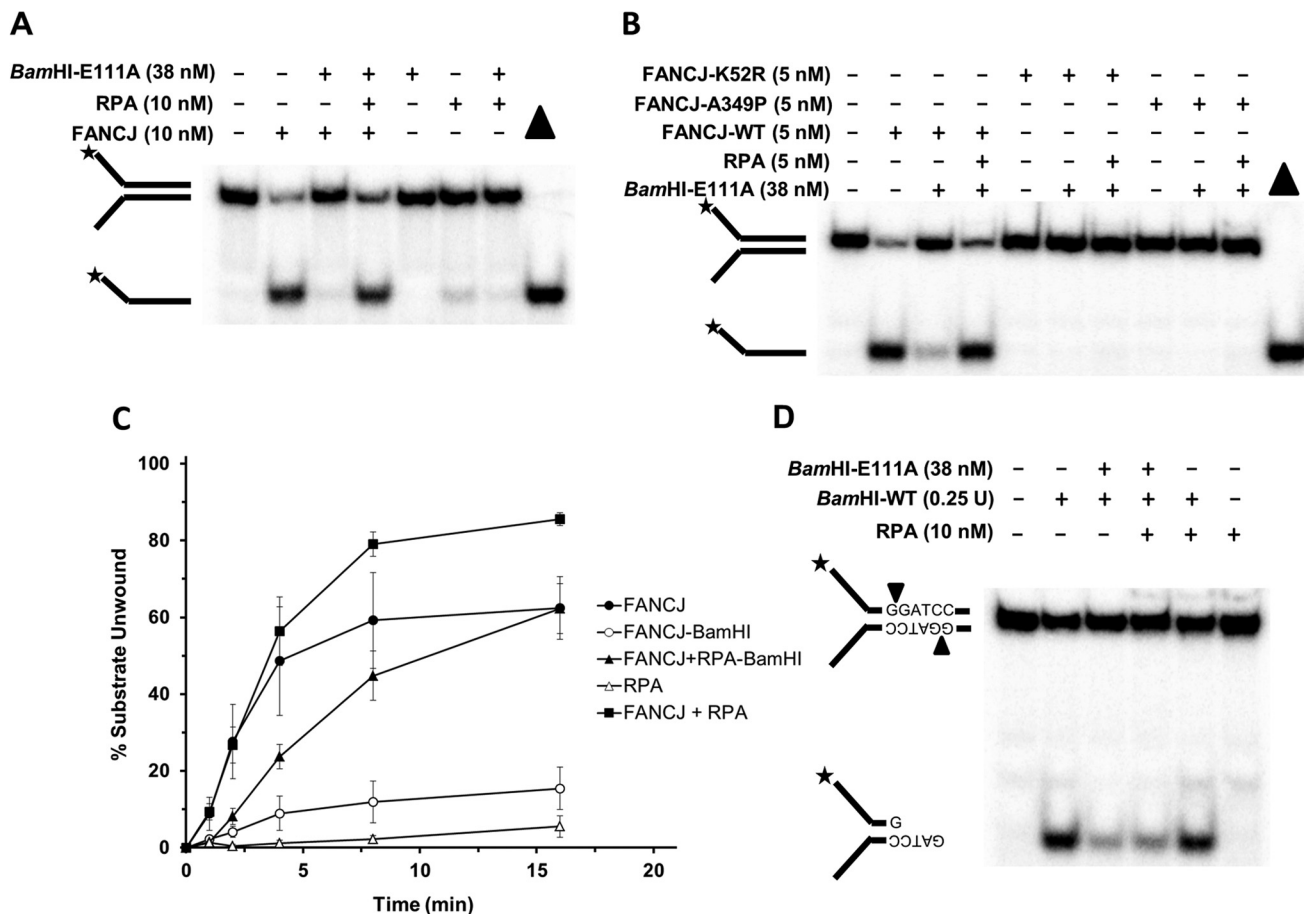 A
BamHI-E111A (38 nM) – – + + + – +
RPA (10 nM) – – – + – + +
FANCJ (10 nM) – + + + – – –
B
FANCJ-K52R (5 nM) – – – – + + + – – –
FANCJ-A349P (5 nM) – – – – – – – + + +
FANCJ-WT (5 nM) – + + + – – – – – –
RPA (5 nM) – – – + – – + – – +
BamHI-E111A (38 nM) – – + + – + + – + +
C
% Substrate Unwound
100
80
60
40
20
0
0 5 10 15 20
Time (min)
FANCJ
FANCJ-BamHI
FANCJ+RPA-BamHI
RPA
FANCJ + RPA
D
BamHI-E111A (38 nM) – – + + – –
BamHI-WT (0.25 U) – + + + + –
RPA (10 nM) – – – + + +
GGATCC
CCTAGG
G
CCTAG